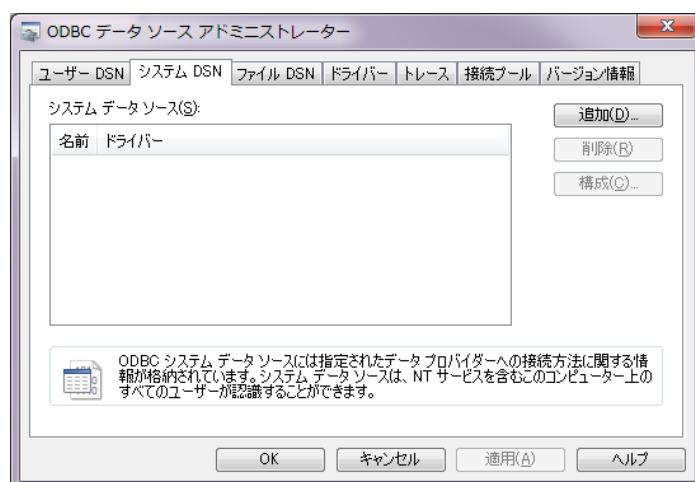 ODBC データ ソース アドミニストレーター
ユーザー DSN システム DSN ファイル DSN ドライバー トレース 接続プール バージョン情報
システム データ ソース(S):
名前 ドライバー
追加(D)...
削除(R)
構成(C)...
ODBC システム データ ソースには指定されたデータ プロバイダーへの接続方法に関する情
報が格納されています。システム データ ソースは、NT サービスを含むこのコンピューター上の
すべてのユーザーが認識することができます。
OK キャンセル 適用(A) ヘルプ